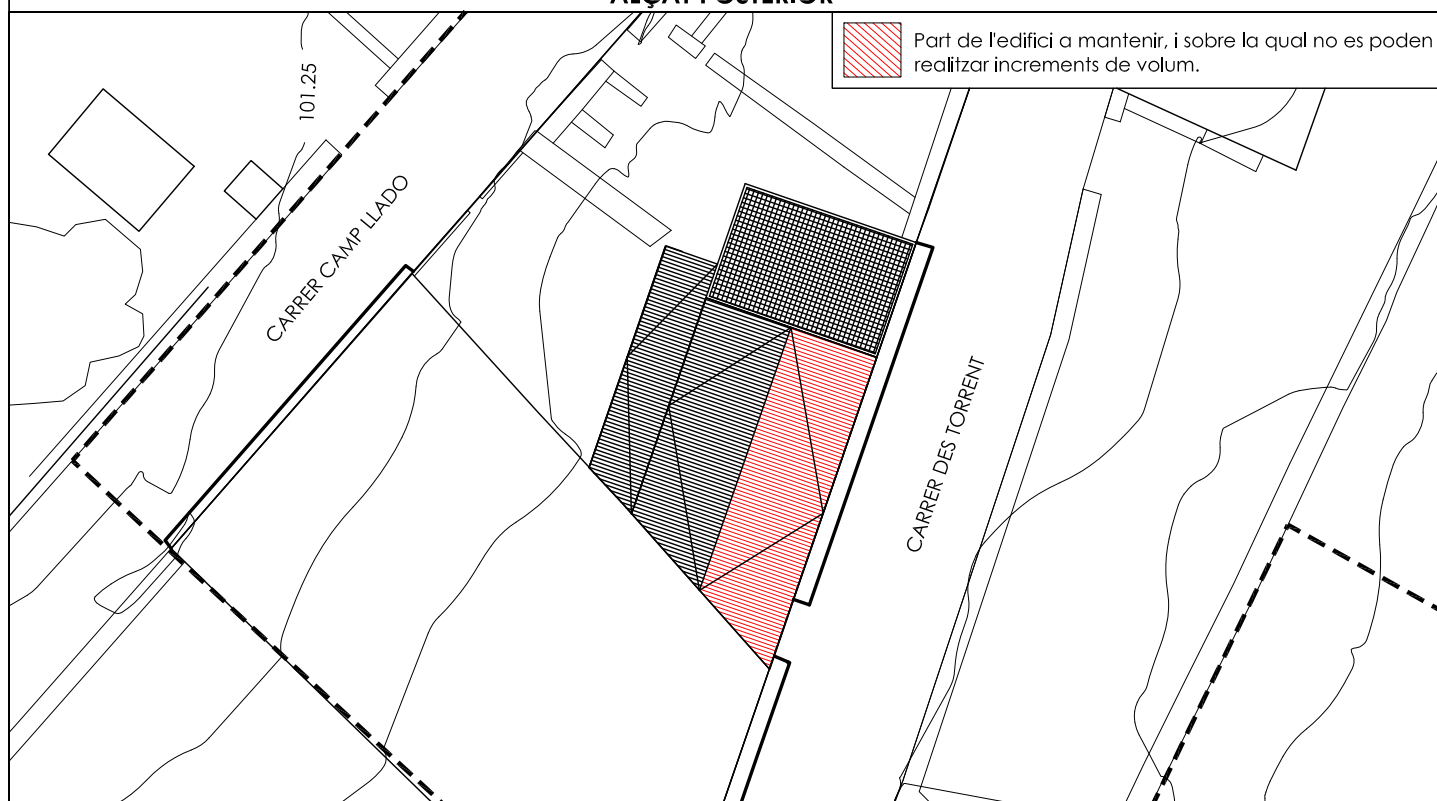 ALÇAT POSTERIOR
Part de l'edifici a mantenir, i sobre la qual no es poden
realitzar increments de volum.
101.25
CARRER CAMP LLADO
CARRER DES TORRENT